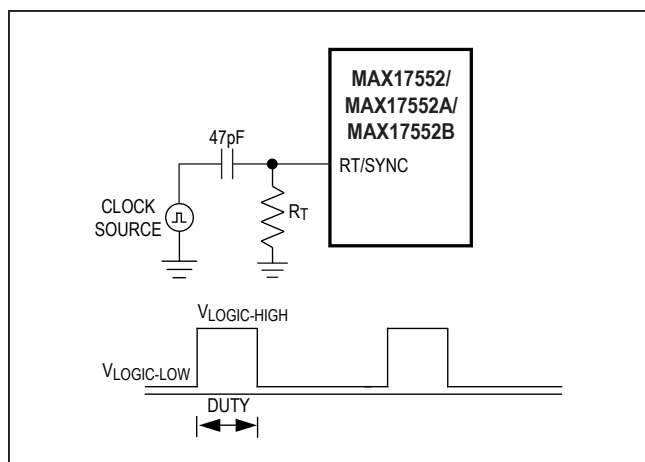 MAX17552/
MAX17552A/
MAX17552B
47pF
RT/SYNC
CLOCK
SOURCE
RT
VLOGIC-HIGH
VLOGIC-LOW
DUTY